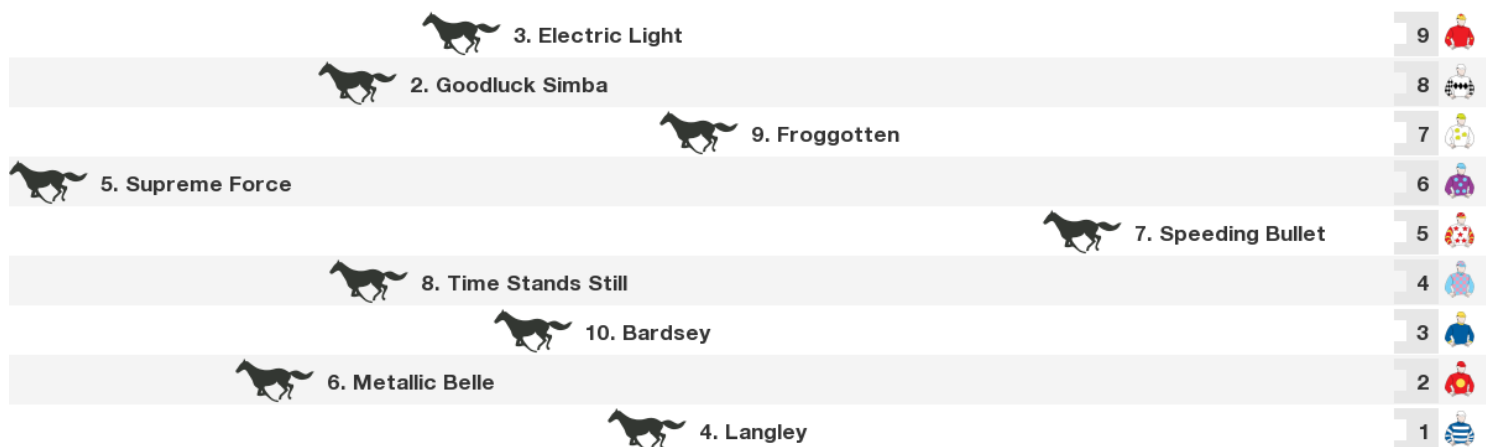 3. Electric Light 9
2. Goodluck Simba 8
9. Froggotten 7
5. Supreme Force 6
7. Speeding Bullet 5
8. Time Stands Still 4
10. Bardsey 3
6. Metallic Belle 2
4. Langley 1